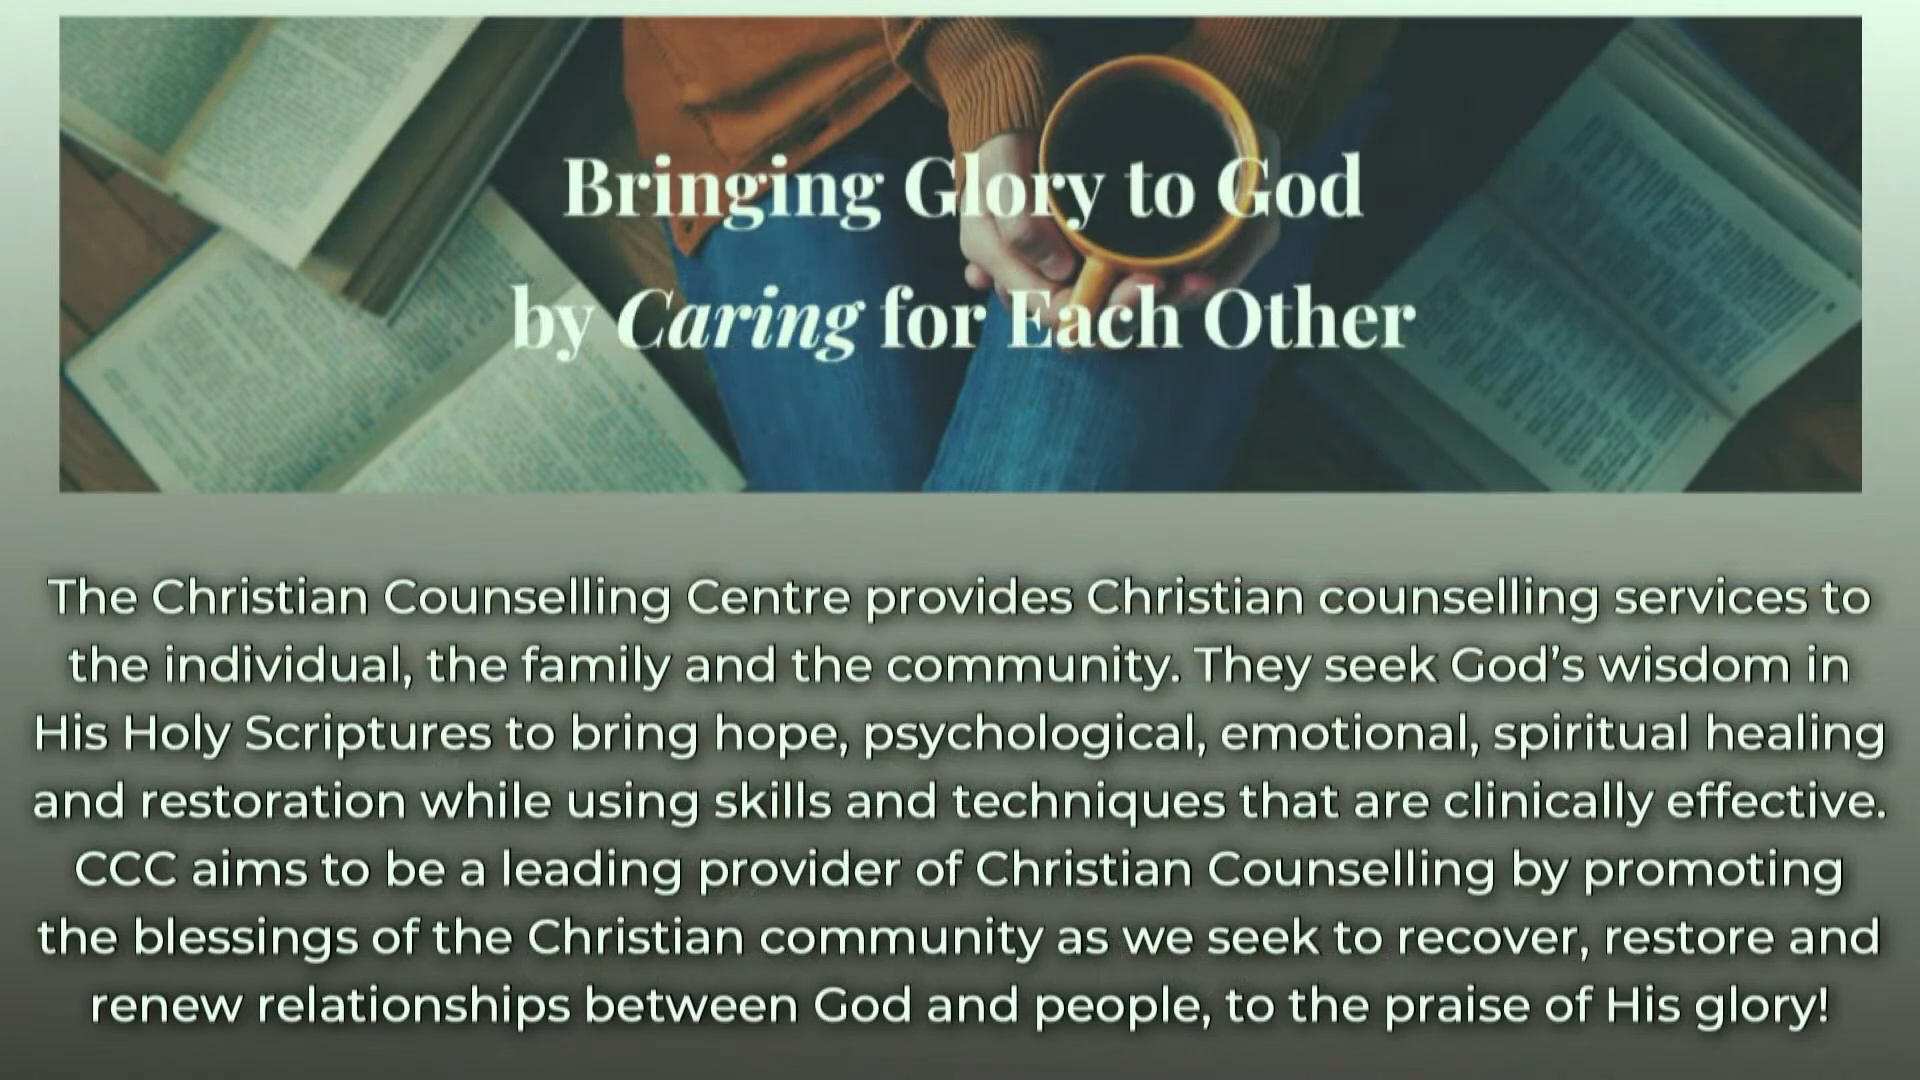 Bringing Glory to God
by Caring for Each Other
The Christian Counselling Centre provides Christian counselling services to
the individual, the family and the community. They seek God’s wisdom in
His Holy Scriptures to bring hope, psychological, emotional, spiritual healing
and restoration while using skills and techniques that are clinically effective.
CCC aims to be a leading provider of Christian Counselling by promoting
the blessings of the Christian community as we seek to recover, restore and
renew relationships between God and people, to the praise of His glory!